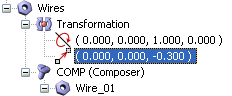 Wires
Transformation
( 0.000, 0.000, 1.000, 0.000 )
( 0.000, 0.000, -0.300 )
COMP (Composer)
Wire_01